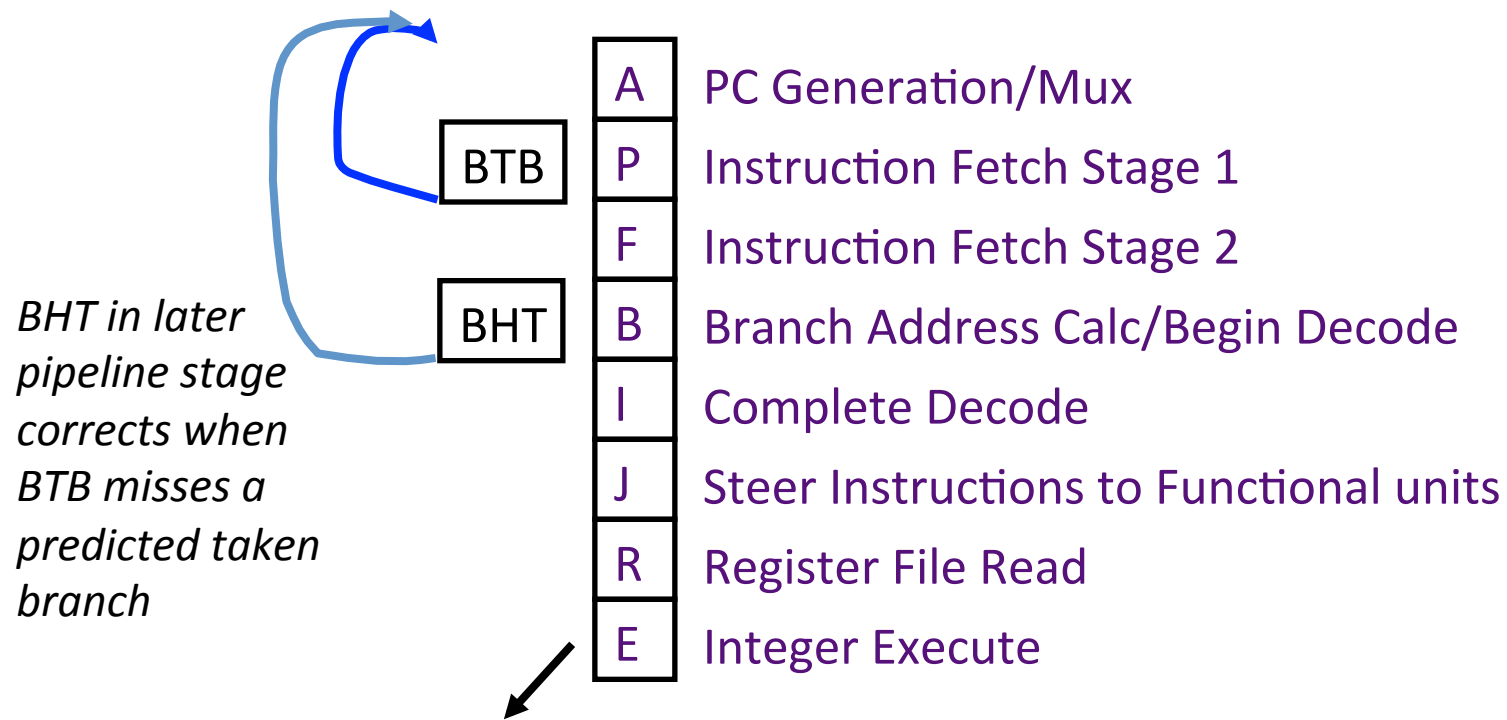 A PC Generation/Mux
BTB P Instruction Fetch Stage 1
F Instruction Fetch Stage 2
BHT B Branch Address Calc/Begin Decode
I Complete Decode
J Steer Instructions to Functional units
R Register File Read
E Integer Execute
BHT in later
pipeline stage
corrects when
BTB misses a
predicted taken
branch